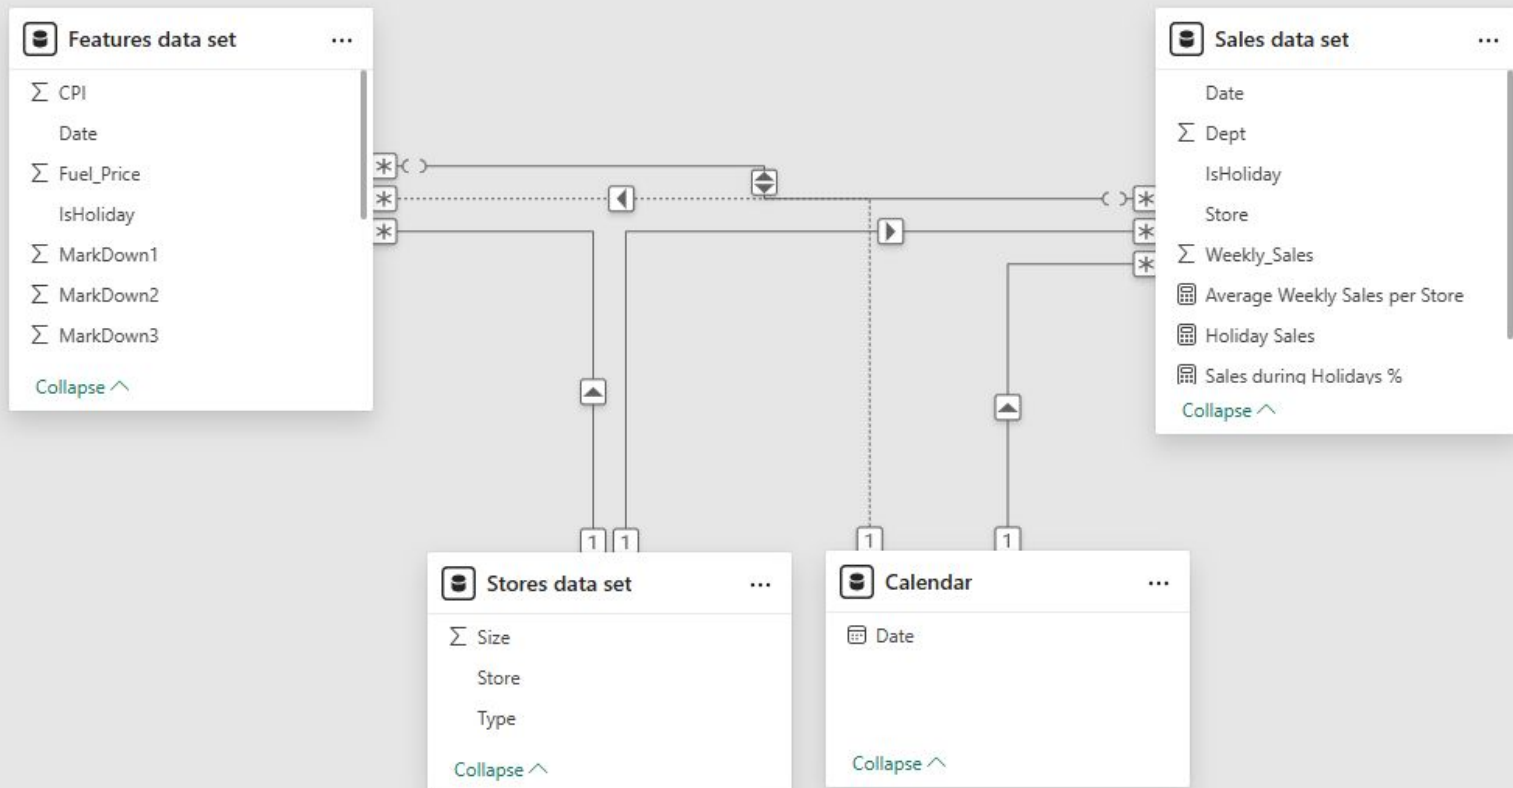 Features data set
...
CPI
Date
Fuel_Price
IsHoliday
MarkDown1
MarkDown2
MarkDown3
Collapse
Sales data set
...
Date
Dept
IsHoliday
Store
Weekly_Sales
Average Weekly Sales per Store
Holiday Sales
Sales during Holidays %
Collapse
*
*
*
*
*
*
1
1
1
1
Stores data set
...
Size
Store
Type
Collapse
Calendar
...
Date
Collapse